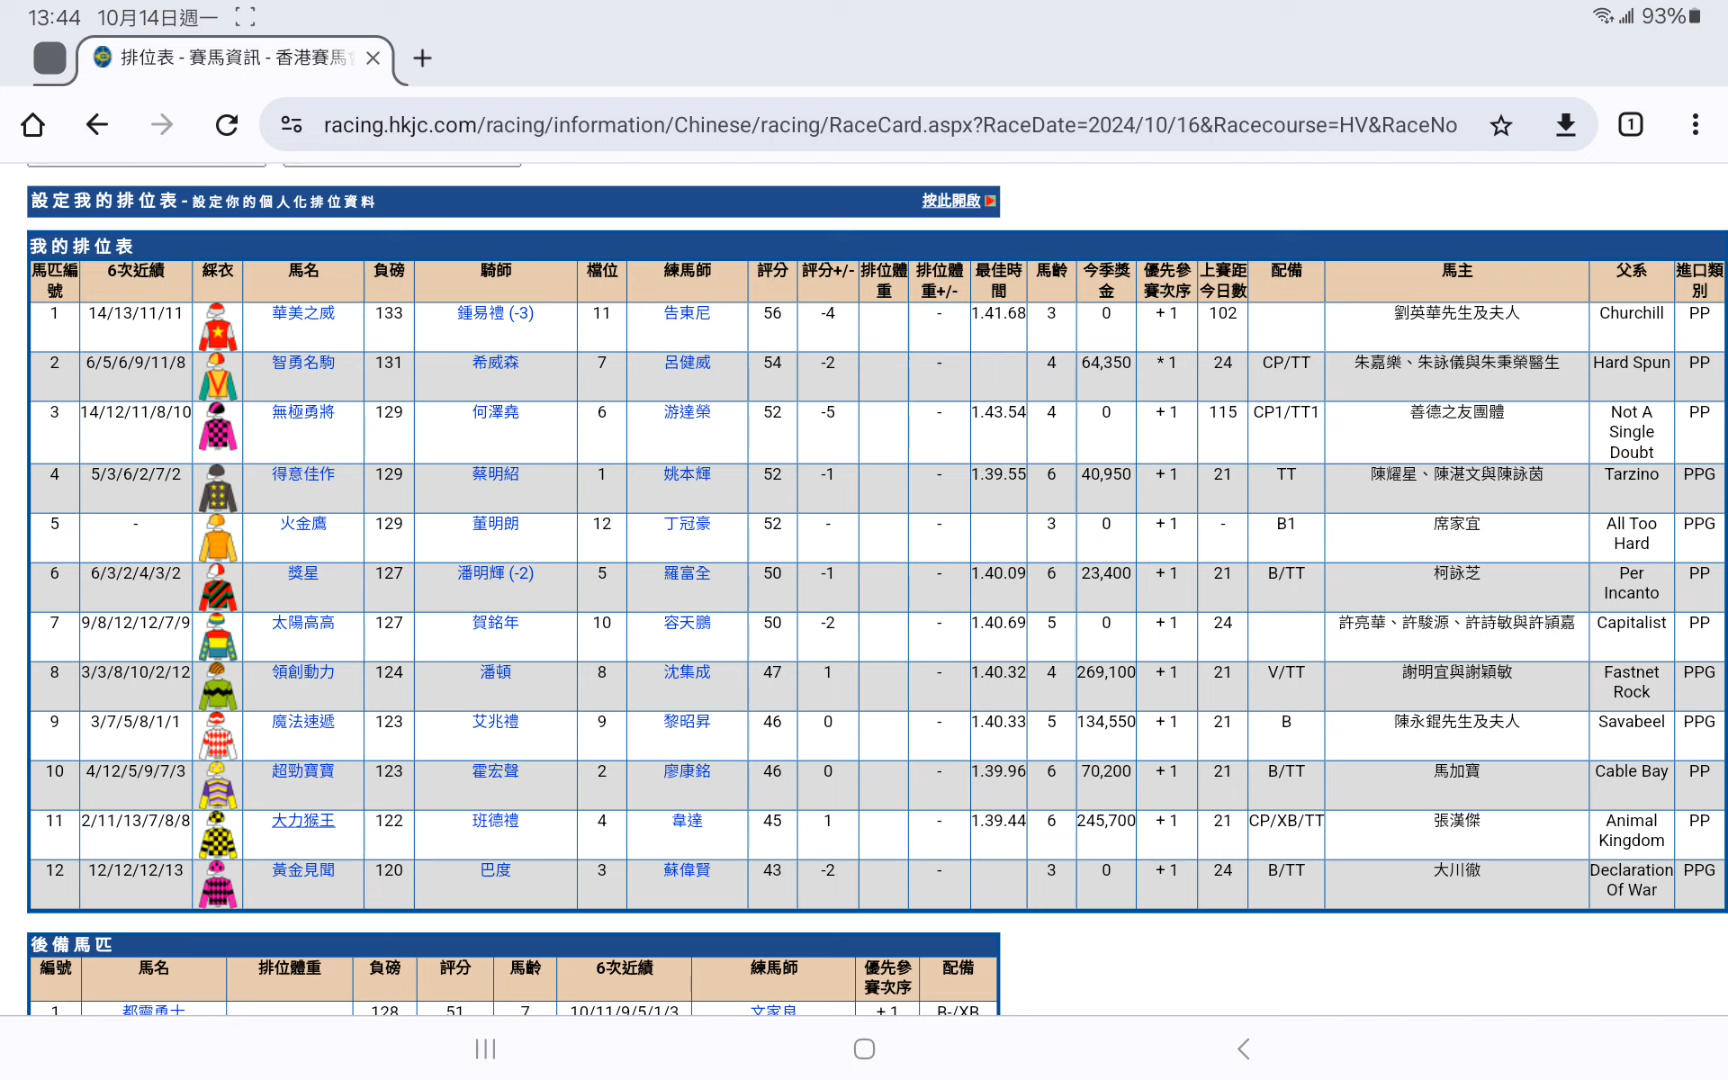 13:44 10月14日週一 93%
排位表 - 賽馬資訊 - 香港賽馬
racing.hkjc.com/racing/information/Chinese/racing/RaceCard.aspx?RaceDate=2024/10/16&Racecourse=HV&RaceNo 1
設定我的排位表 - 設定你的個人化排位資料 按此開啟
我的排位表
馬匹編號 6次近績 綵衣 馬名 負磅 騎師 檔位 練馬師 評分 評分+/- 排位體重 排位體重+/- 最佳時間 馬齡 今季獎金 優先參賽次序 上賽距今日數 配備 馬主 父系 進口類別
1 14/13/11/11 華美之威 133 鍾易禮 (-3) 11 告東尼 56 -4 - 1.41.68 3 0 + 1 102 劉英華先生及夫人 Churchill PP
2 6/5/6/9/11/8 智勇名駒 131 希威森 7 呂健威 54 -2 - 4 64,350 * 1 24 CP/TT 朱嘉樂、朱詠儀與朱秉榮醫生 Hard Spun PP
3 14/12/11/8/10 無極勇將 129 何澤堯 6 游達榮 52 -5 - 1.43.54 4 0 + 1 115 CP1/TT1 善德之友團體 Not A Single Doubt PP
4 5/3/6/2/7/2 得意佳作 129 蔡明紹 1 姚本輝 52 -1 - 1.39.55 6 40,950 + 1 21 TT 陳耀星、陳湛文與陳詠茵 Tarzino PPG
5 - 火金鷹 129 董明朗 12 丁冠豪 52 - - 3 0 + 1 - B1 席家宜 All Too Hard PPG
6 6/3/2/4/3/2 獎星 127 潘明輝 (-2) 5 羅富全 50 -1 - 1.40.09 6 23,400 + 1 21 B/TT 柯詠芝 Per Incanto PP
7 9/8/12/12/7/9 太陽高高 127 賀銘年 10 容天鵬 50 -2 - 1.40.69 5 0 + 1 24 許亮華、許駿源、許詩敏與許頴嘉 Capitalist PP
8 3/3/8/10/2/12 領創動力 124 潘頓 8 沈集成 47 1 - 1.40.32 4 269,100 + 1 21 V/TT 謝明宜與謝穎敏 Fastnet Rock PPG
9 3/7/5/8/1/1 魔法速遞 123 艾兆禮 9 黎昭昇 46 0 - 1.40.33 5 134,550 + 1 21 B 陳永錕先生及夫人 Savabeel PPG
10 4/12/5/9/7/3 超勁寶寶 123 霍宏聲 2 廖康銘 46 0 - 1.39.96 6 70,200 + 1 21 B/TT 馬加寶 Cable Bay PP
11 2/11/13/7/8/8 大力猴王 122 班德禮 4 韋達 45 1 - 1.39.44 6 245,700 + 1 21 CP/XB/TT 張漢傑 Animal Kingdom PP
12 12/12/12/13 黃金見聞 120 巴度 3 蘇偉賢 43 -2 - 3 0 + 1 24 B/TT 大川徹 Declaration Of War PPG
後備馬匹
編號 馬名 排位體重 負磅 評分 馬齡 6次近績 練馬師 優先參賽次序 配備
1 都靈勇士 128 51 7 10/11/9/5/1/3 文家良 + 1 B-/XB